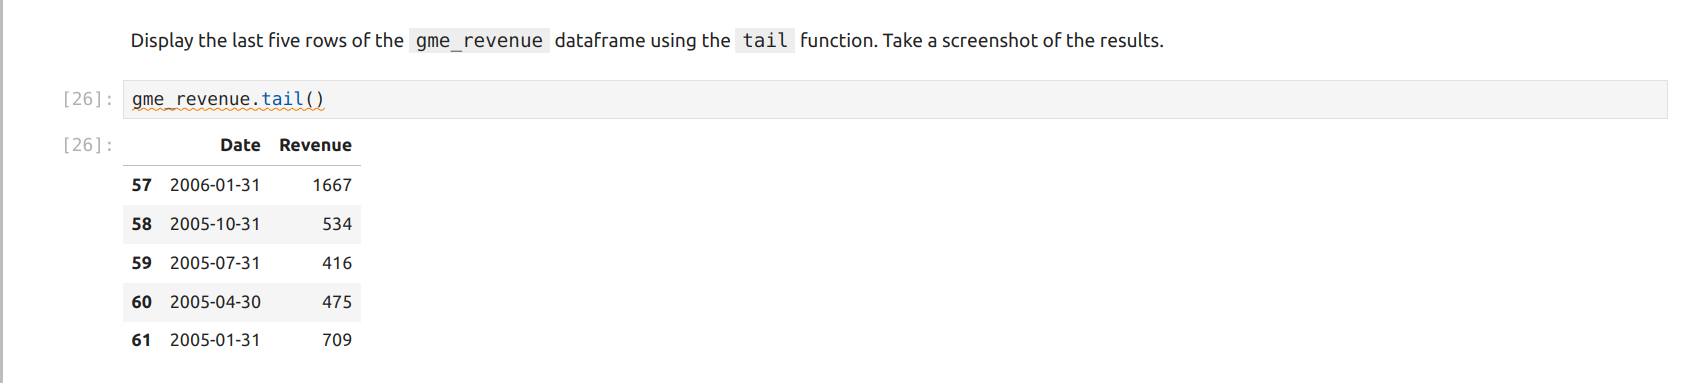 Display the last five rows of the gme_revenue dataframe using the tail function. Take a screenshot of the results.
[26]: gme_revenue.tail()
[26]: Date Revenue
57 2006-01-31 1667
58 2005-10-31 534
59 2005-07-31 416
60 2005-04-30 475
61 2005-01-31 709